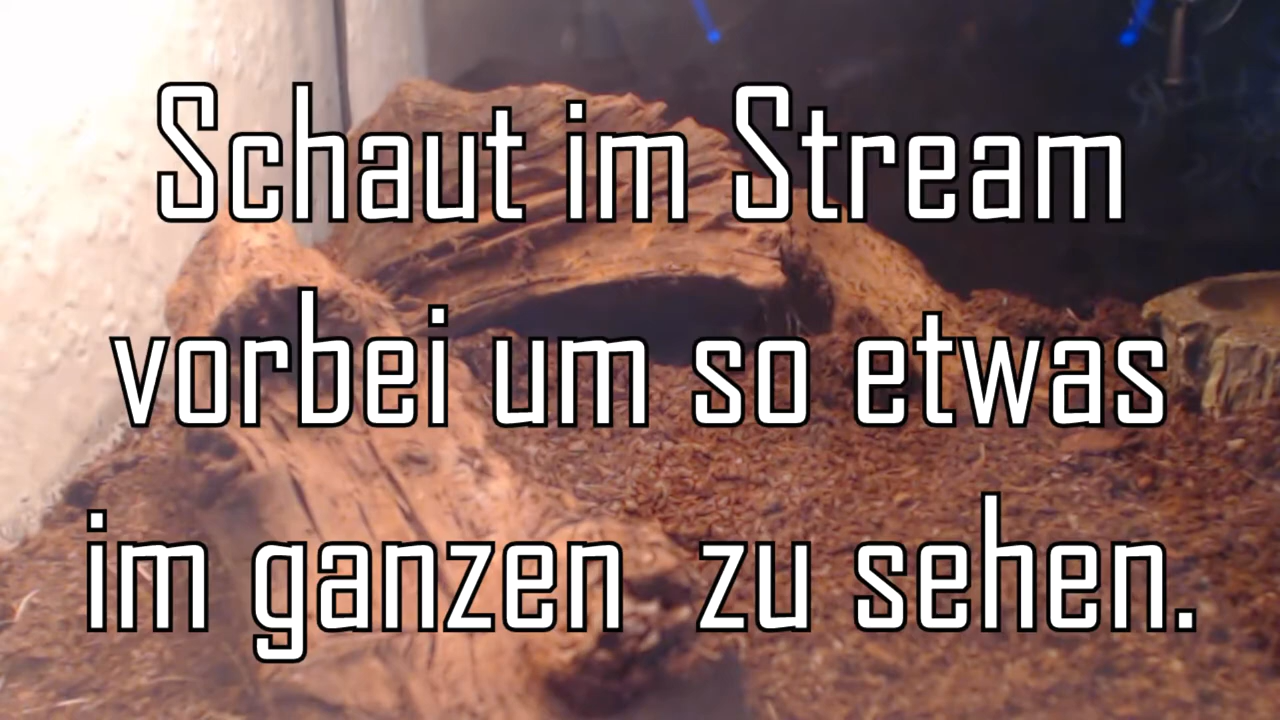 Schaut im Stream
vorbei um so etwas
im ganzen zu sehen.